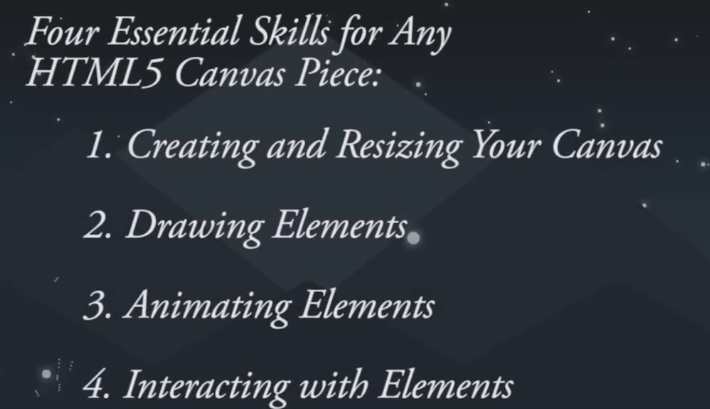 Four Essential Skills for Any
HTML5 Canvas Piece:
1. Creating and Resizing Your Canvas
2. Drawing Elements
3. Animating Elements
4. Interacting with Elements